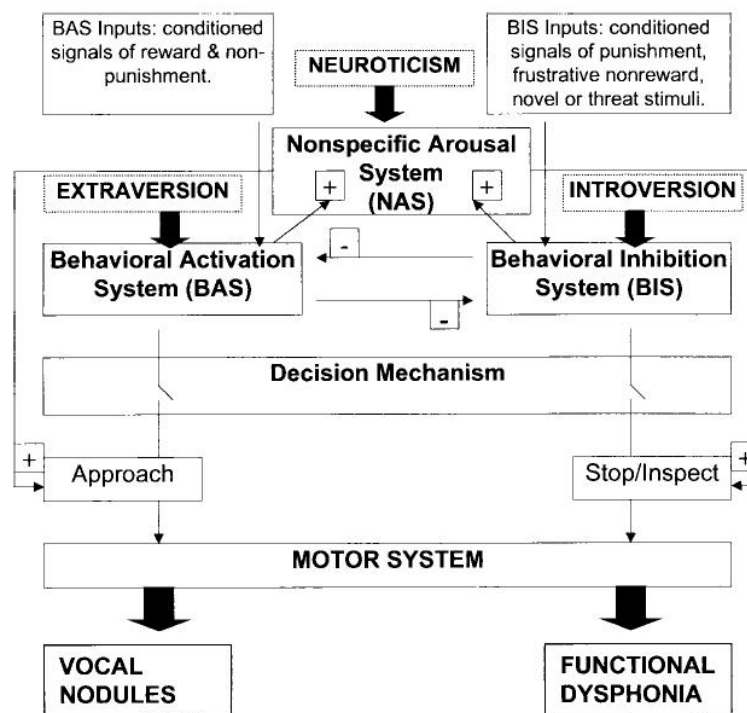 BAS Inputs: conditioned
signals of reward & non-
punishment.
BIS Inputs: conditioned
signals of punishment,
frustrative nonreward,
novel or threat stimuli.
NEUROTICISM
Nonspecific Arousal
System
(NAS)
+
+
EXTRAVERSION
INTROVERSION
Behavioral Activation
System (BAS)
-
-
Behavioral Inhibition
System (BIS)
Decision Mechanism
+
Approach
Stop/Inspect
+
MOTOR SYSTEM
VOCAL
NODULES
FUNCTIONAL
DYSPHONIA